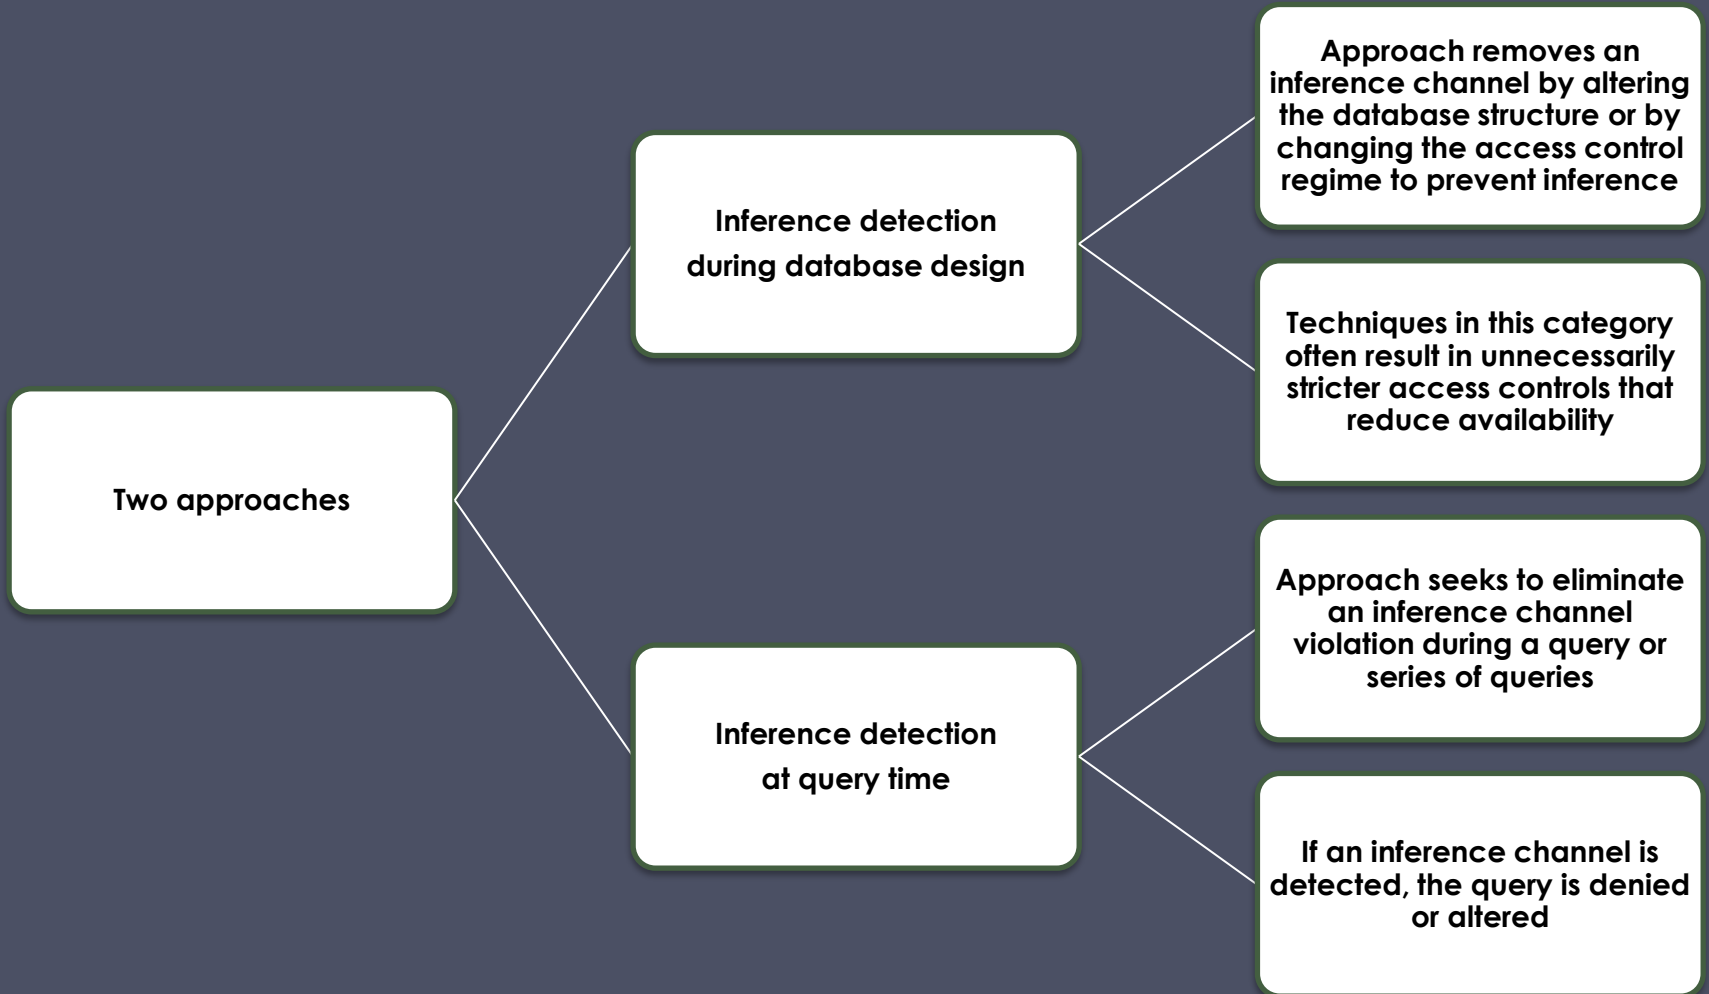 Two approaches
Inference detection
during database design
Approach removes an
inference channel by altering
the database structure or by
changing the access control
regime to prevent inference
Techniques in this category
often result in unnecessarily
stricter access controls that
reduce availability
Inference detection
at query time
Approach seeks to eliminate
an inference channel
violation during a query or
series of queries
If an inference channel is
detected, the query is denied
or altered